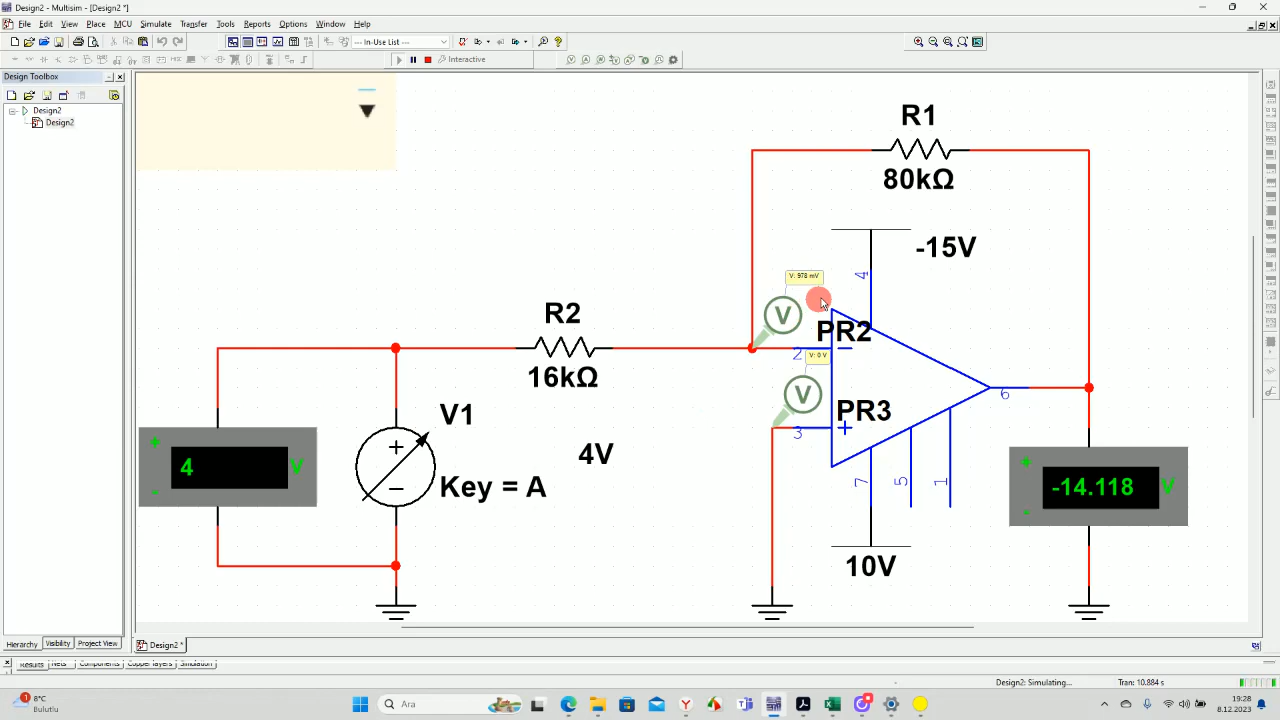 Design2 - Multisim - [Design2 *]
File Edit View Place MCU Simulate Transfer Tools Reports Options Window Help
--- In-Use List ---
Interactive
Design Toolbox
Design2
Design2
R1
80kΩ
-15V
V: 978 mV
V
4
PR2
R2
16kΩ
2
V: 0 V
V
PR3
3
6
V1
4V
Key = A
4 V
-14.118 V
7
5
1
10V
Hierarchy Visibility Project View
Design2 *
Results Nets Components Copper layers Simulation
Design2: Simulating...
Tran: 10.884 s
1
8°C
Bulutlu
Ara
19:28
8.12.2023